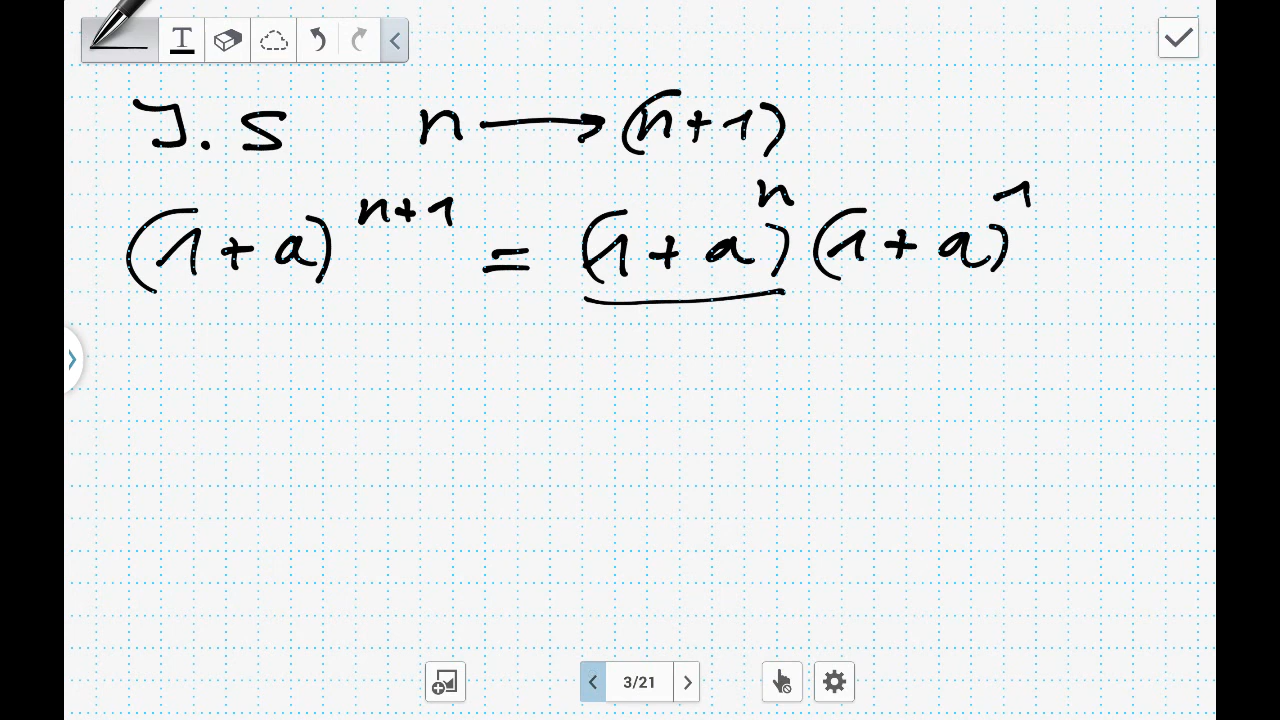 T
J.S n ⟶ (n+1)
(1+a)^{n+1} = (1+a)^n (1+a)^1
3/21